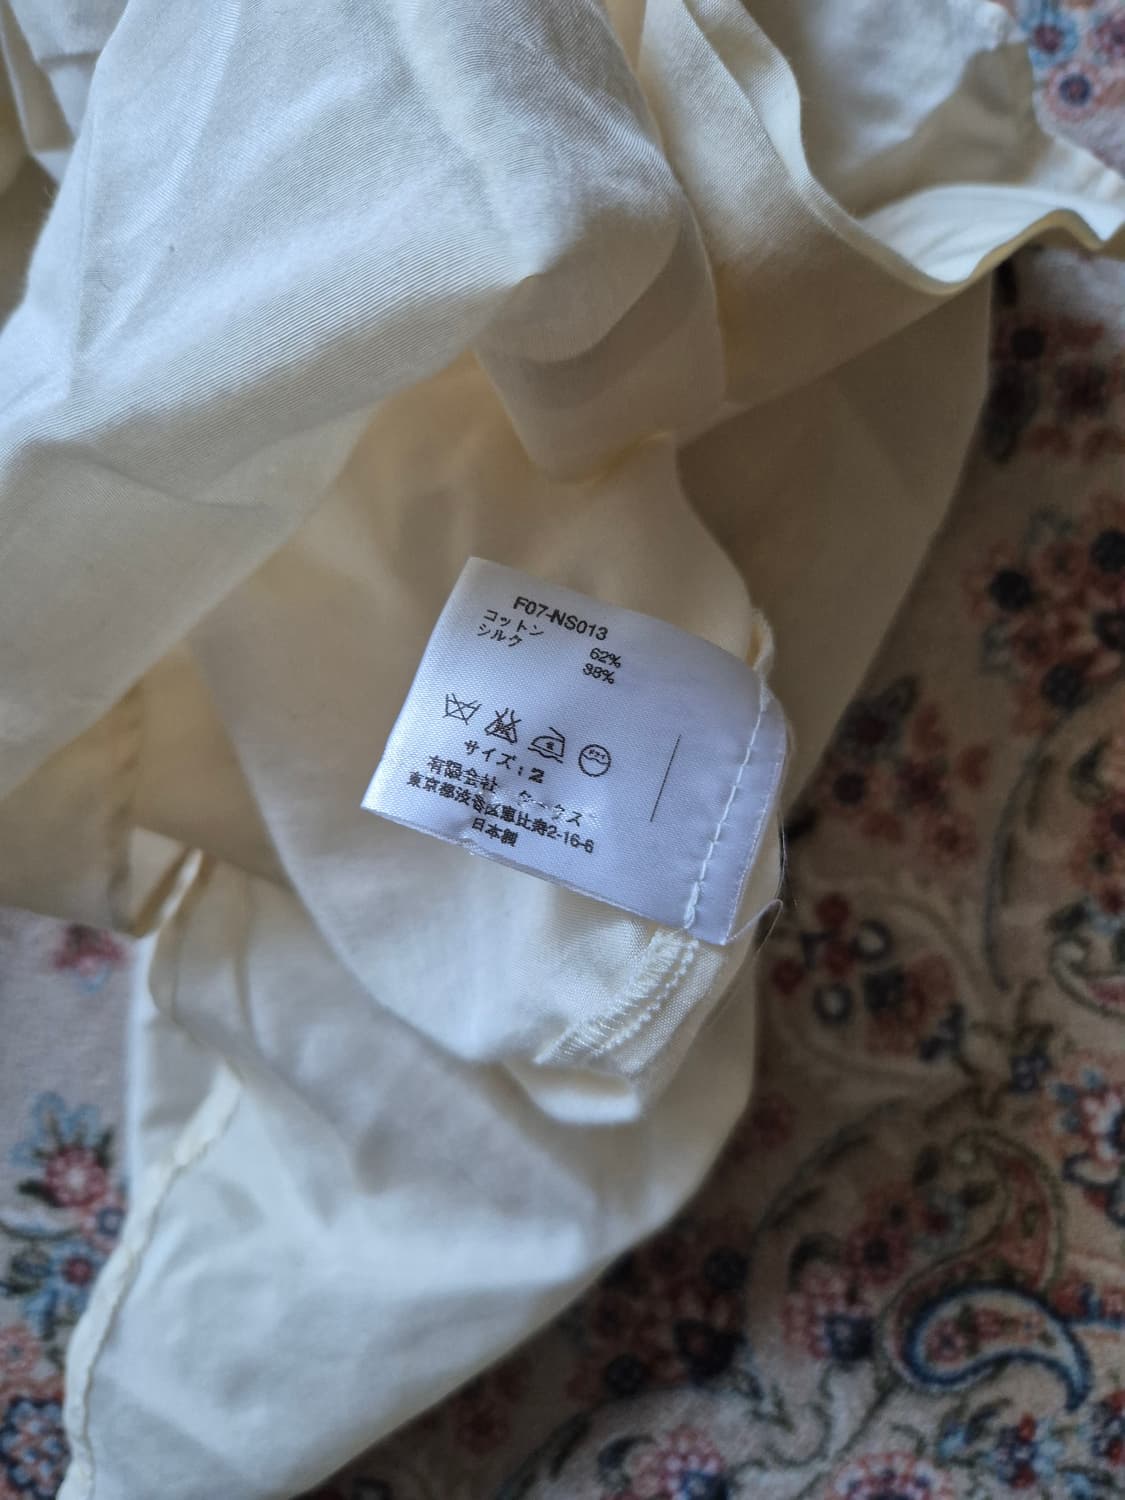 F07-NS013
コットン 62%
シルク 38%
サイズ:2
有限会社
東京都渋谷区恵比寿2-16-6
日本製